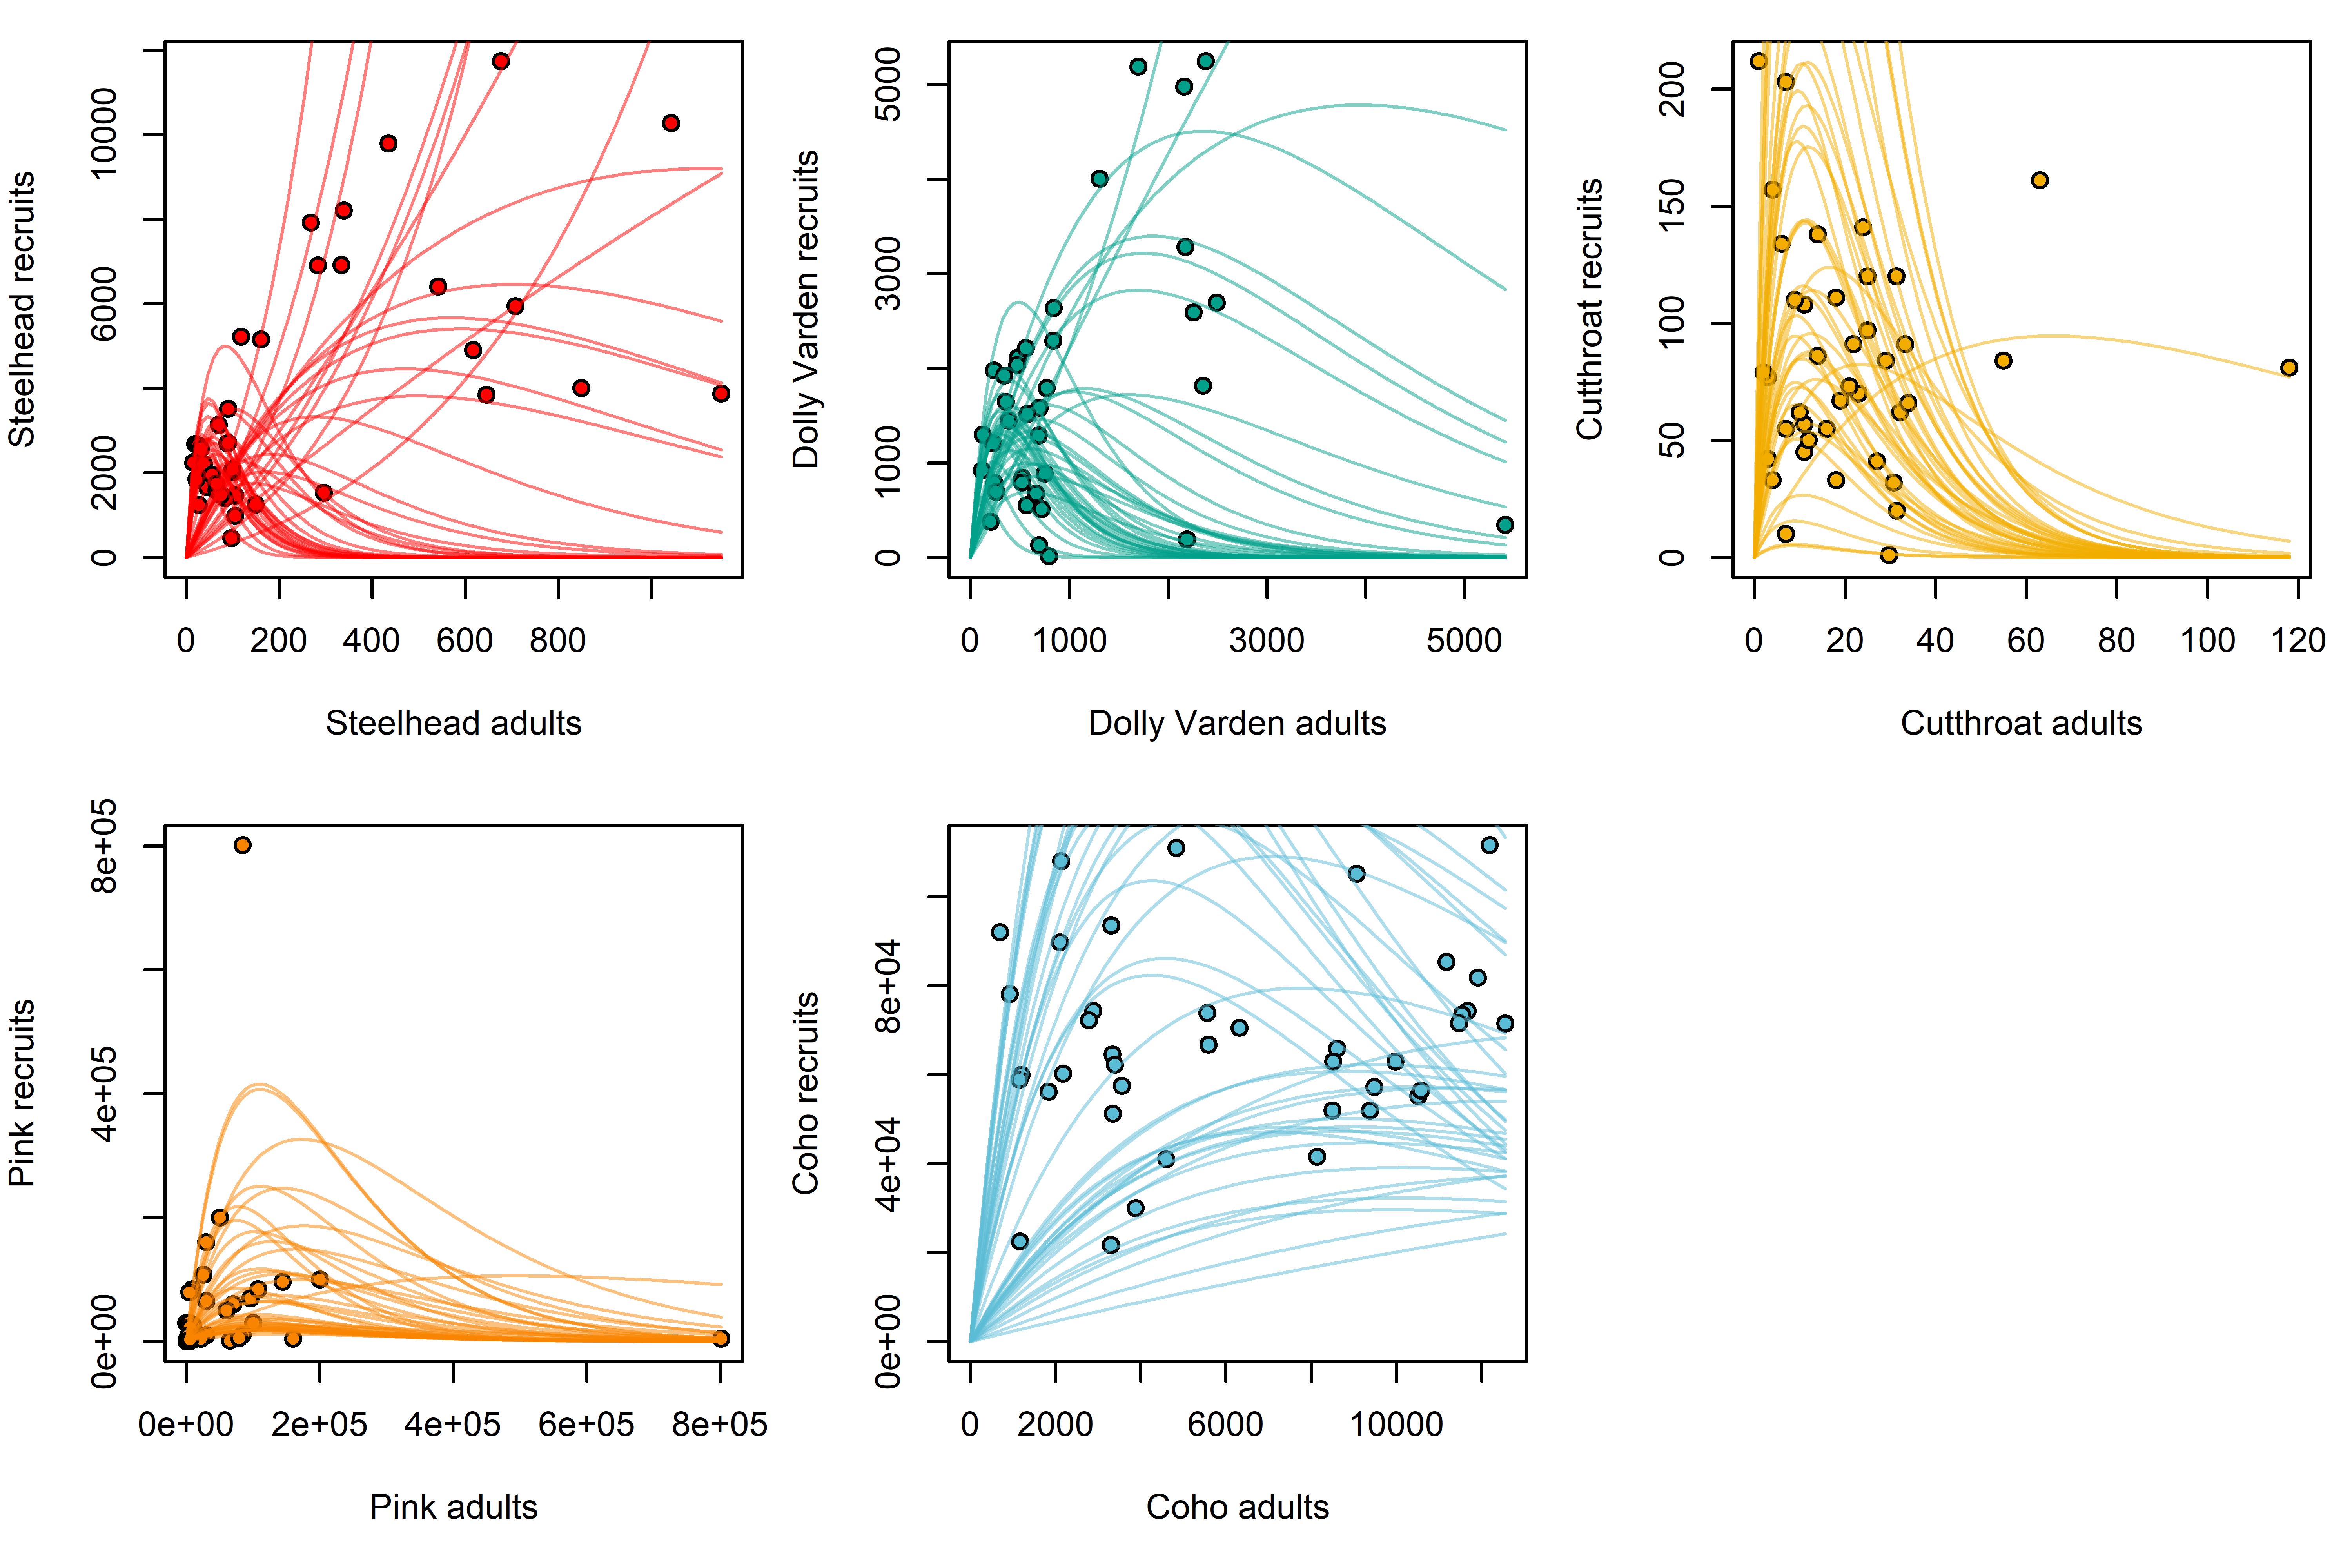 Steelhead recruits
0 2000 6000 10000
0 200 400 600 800
Steelhead adults
Dolly Varden recruits
0 1000 3000 5000
0 1000 3000 5000
Dolly Varden adults
Cutthroat recruits
0 50 100 150 200
0 20 40 60 80 100 120
Cutthroat adults
Pink recruits
0e+00 4e+05 8e+05
0e+00 2e+05 4e+05 6e+05 8e+05
Pink adults
Coho recruits
0e+00 4e+04 8e+04
0 2000 6000 10000
Coho adults